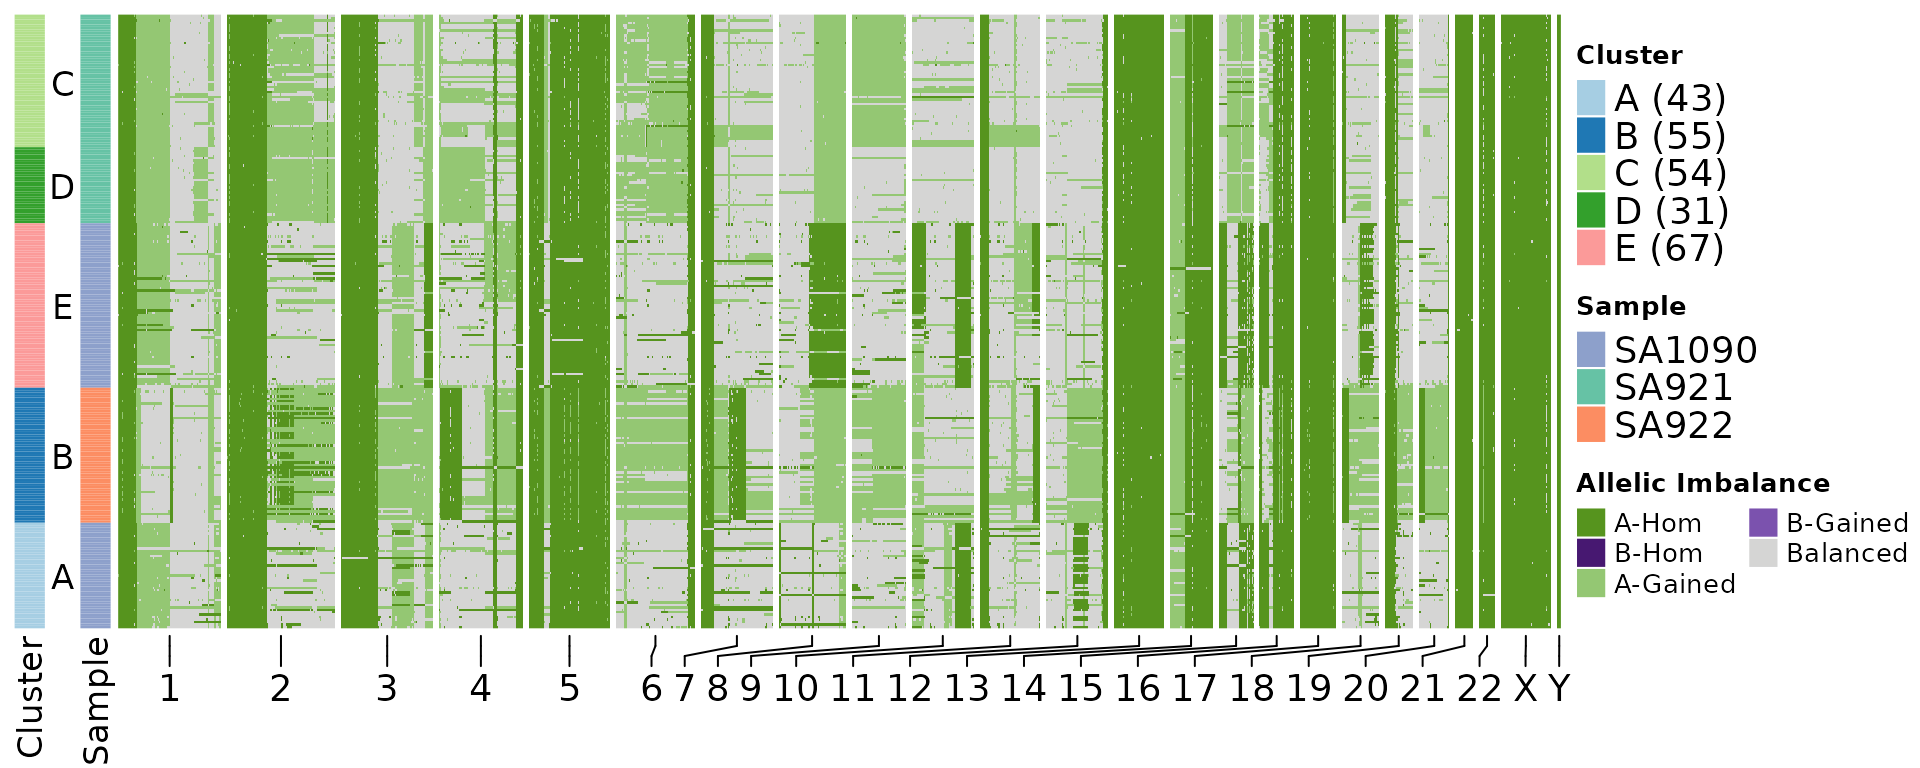 C
D
E
B
A
Cluster
Sample
1 2 3 4 5 6 7 8 9 10 11 12 13 14 15 16 17 18 19 20 21 22 X Y
Cluster
A (43)
B (55)
C (54)
D (31)
E (67)
Sample
SA1090
SA921
SA922
Allelic Imbalance
A-Hom B-Gained
B-Hom Balanced
A-Gained